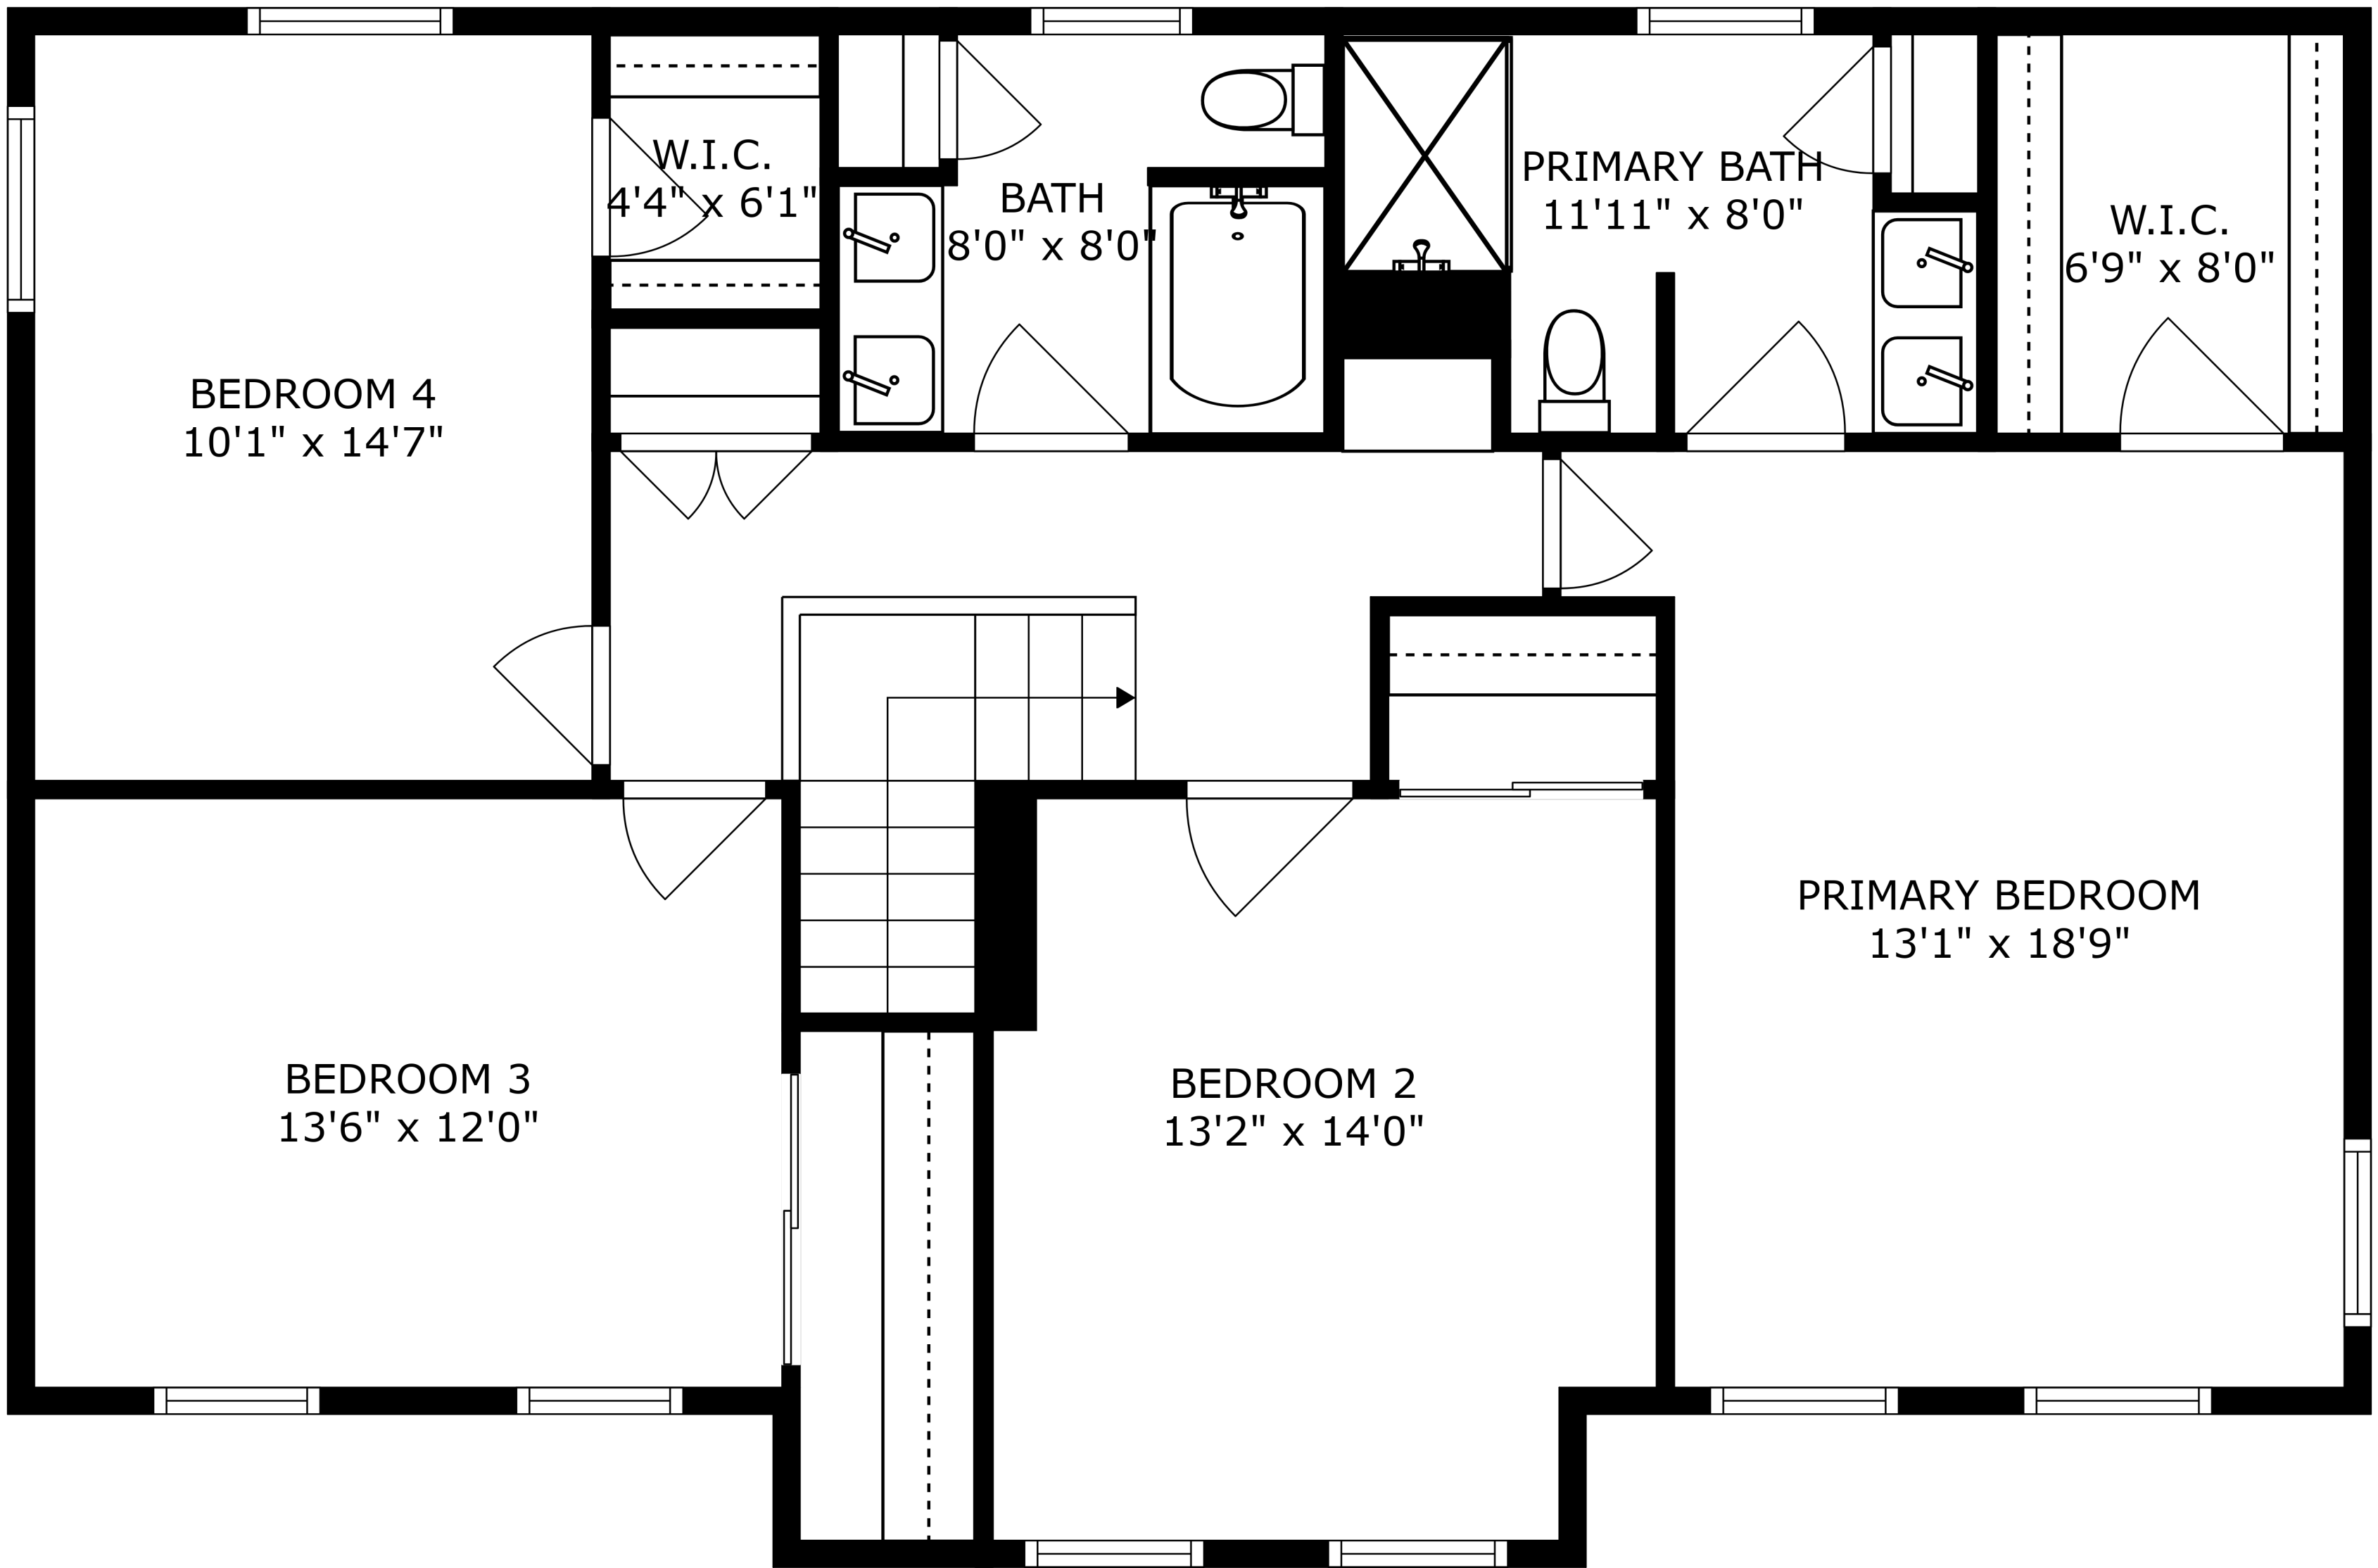 W.I.C.
4'4" x 6'1"
BATH
8'0" x 8'0"
PRIMARY BATH
11'11" x 8'0"
W.I.C.
6'9" x 8'0"
BEDROOM 4
10'1" x 14'7"
PRIMARY BEDROOM
13'1" x 18'9"
BEDROOM 3
13'6" x 12'0"
BEDROOM 2
13'2" x 14'0"